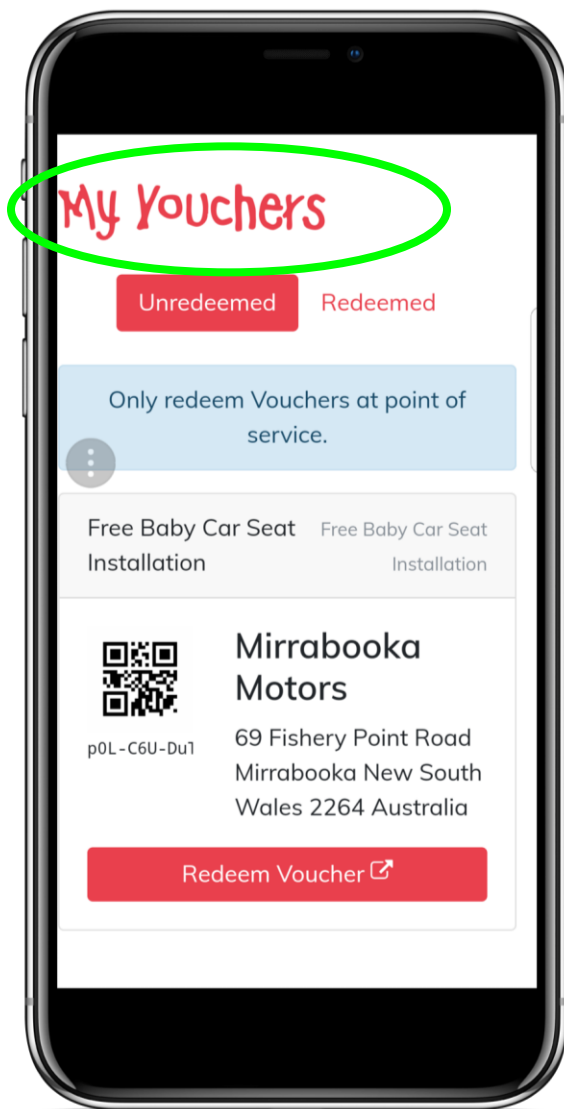 My Vouchers
Unredeemed Redeemed
Only redeem Vouchers at point of
service.
Free Baby Car Seat
Installation
Free Baby Car Seat
Installation
Mirrabooka
Motors
p0L-C6U-Du1
69 Fishery Point Road
Mirrabooka New South
Wales 2264 Australia
Redeem Voucher